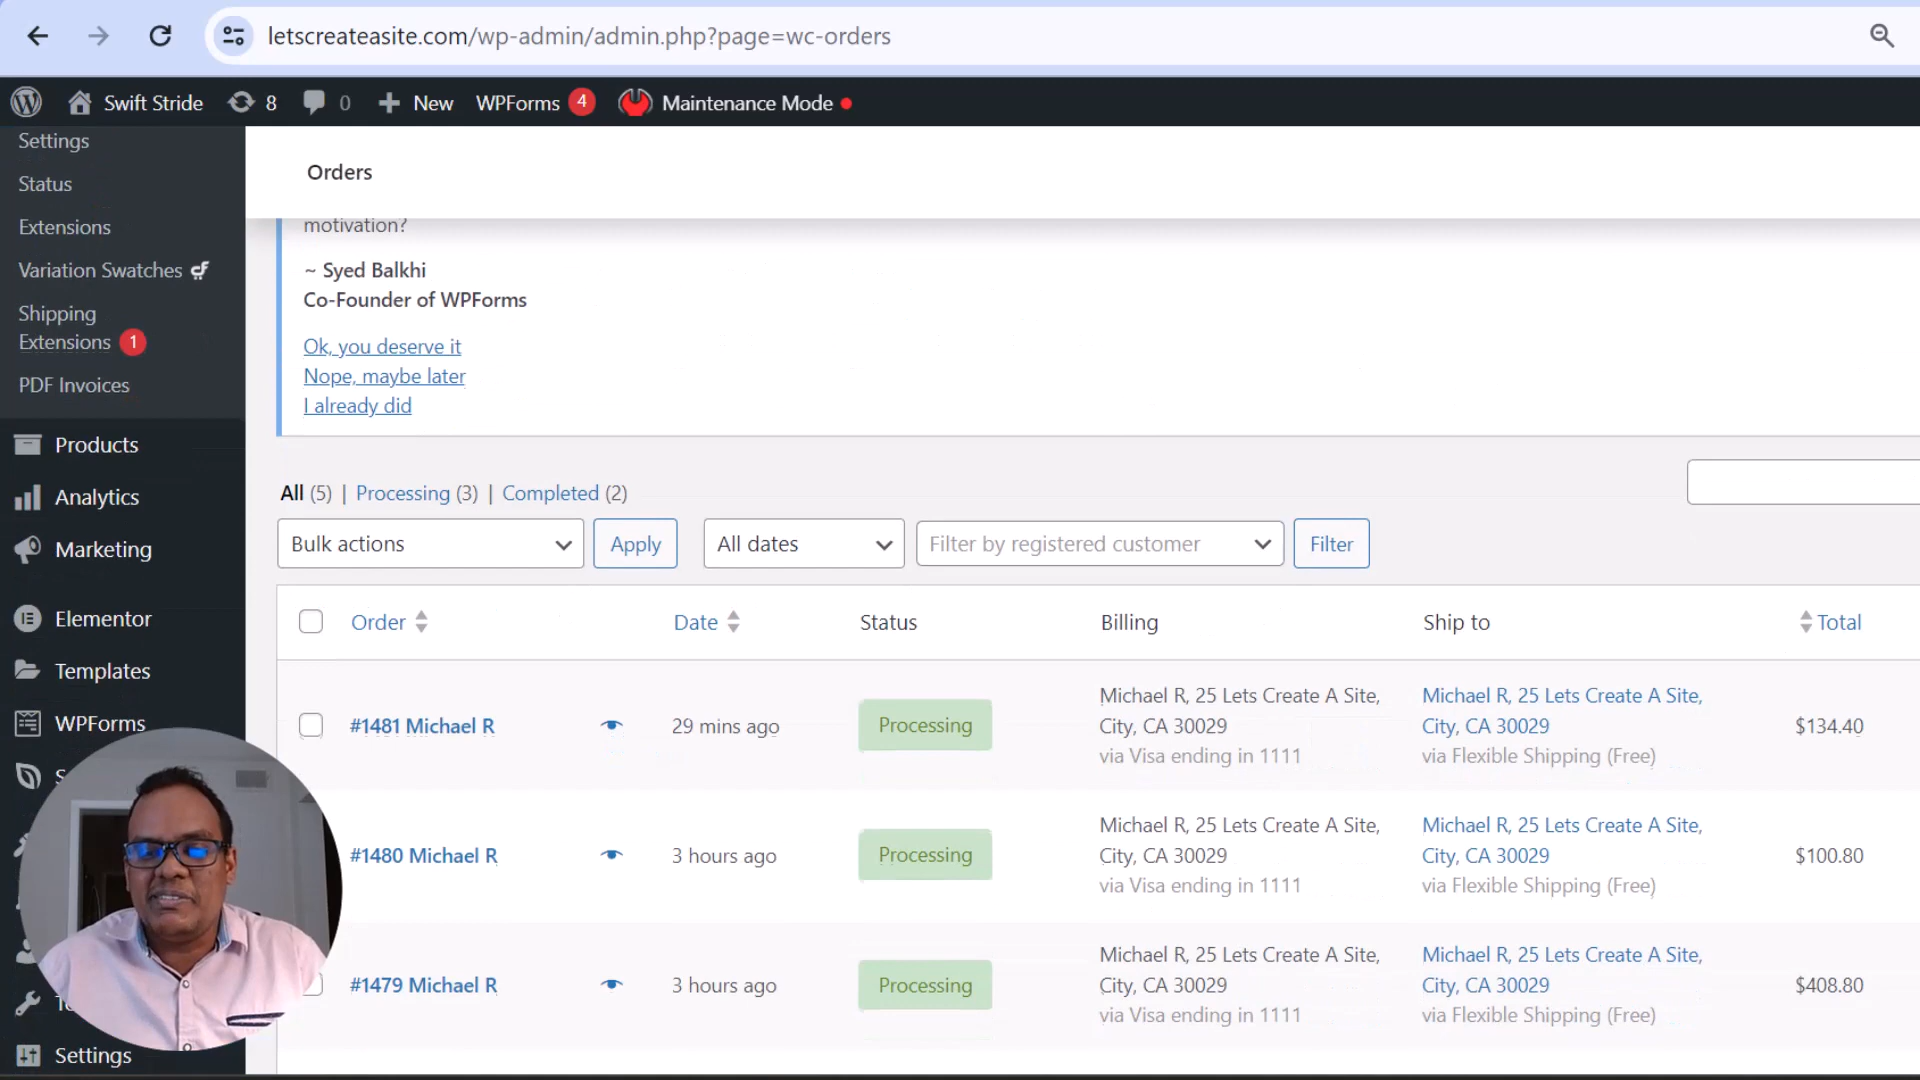 letscreateasite.com/wp-admin/admin.php?page=wc-orders
Swift Stride 8 0 New WPForms 4 Maintenance Mode
Settings
Status
Extensions
Variation Swatches
Shipping
Extensions 1
PDF Invoices
Products
Analytics
Marketing
Elementor
Templates
WPForms
Settings
Orders
motivation?
~ Syed Balkhi
Co-Founder of WPForms
Ok, you deserve it
Nope, maybe later
I already did
All (5) | Processing (3) | Completed (2)
Bulk actions Apply All dates Filter by registered customer Filter
Order Date Status Billing Ship to Total
#1481 Michael R 29 mins ago Processing Michael R, 25 Lets Create A Site, Michael R, 25 Lets Create A Site, $134.40
City, CA 30029 City, CA 30029
via Visa ending in 1111 via Flexible Shipping (Free)
#1480 Michael R 3 hours ago Processing Michael R, 25 Lets Create A Site, Michael R, 25 Lets Create A Site, $100.80
City, CA 30029 City, CA 30029
via Visa ending in 1111 via Flexible Shipping (Free)
#1479 Michael R 3 hours ago Processing Michael R, 25 Lets Create A Site, Michael R, 25 Lets Create A Site, $408.80
City, CA 30029 City, CA 30029
via Visa ending in 1111 via Flexible Shipping (Free)